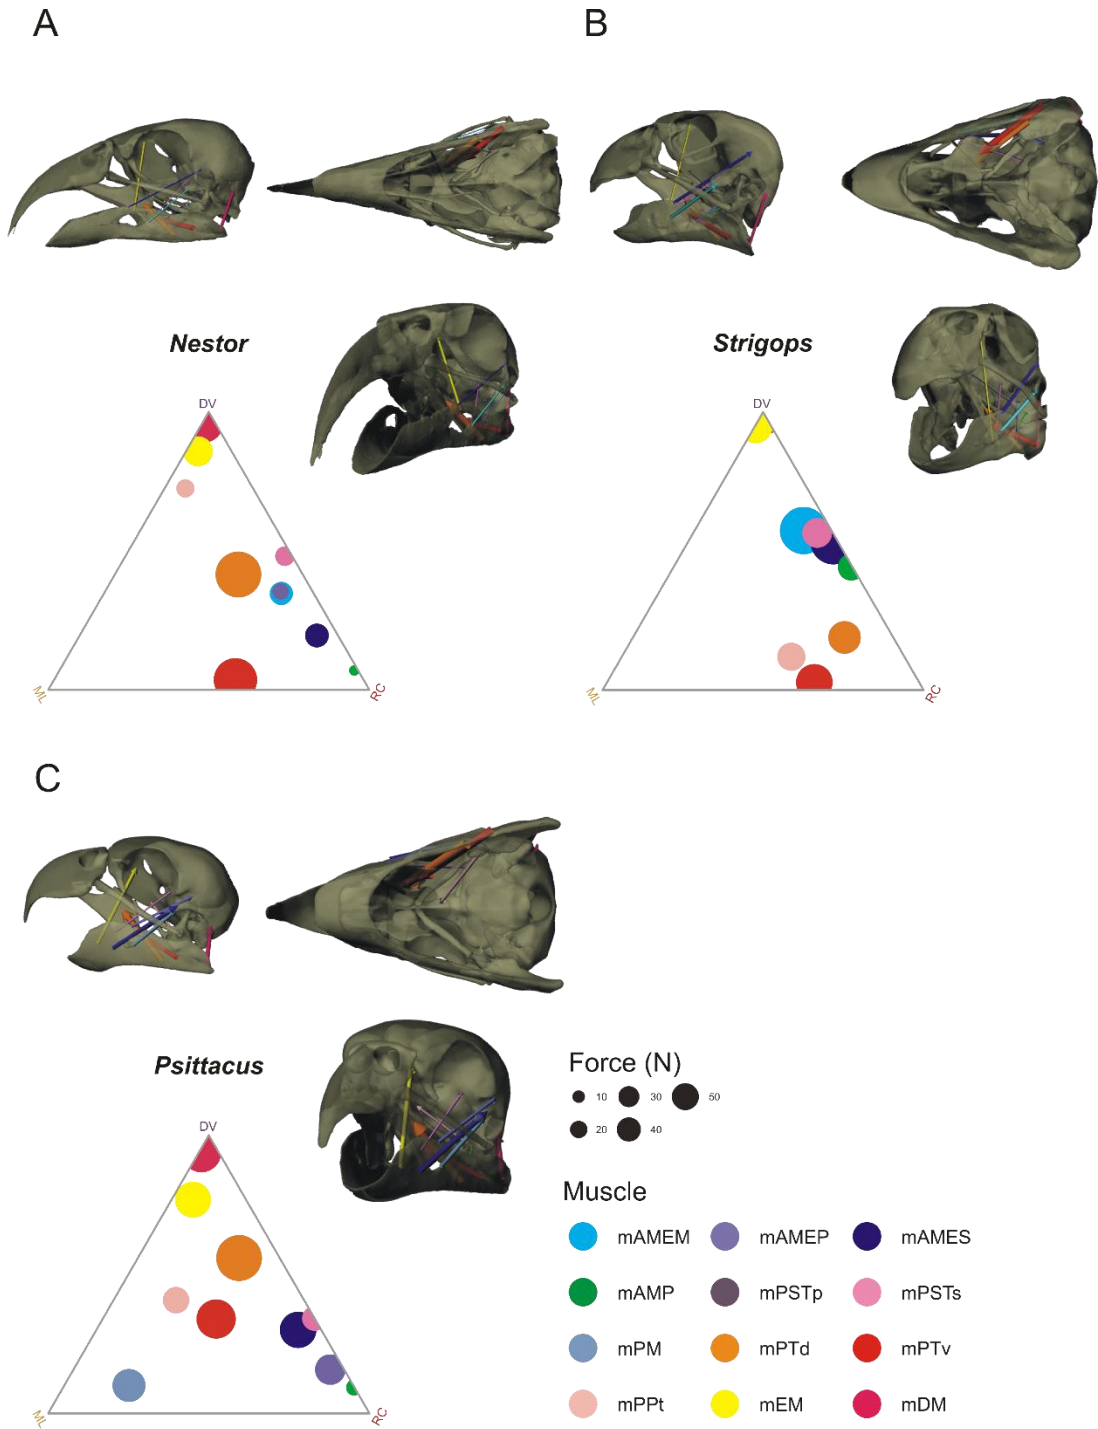 A
B
Nestor
Strigops
DV
ML
RC
DV
ML
RC
C
Psittacus
DV
ML
RC
Force (N)
10 30 50
20 40
Muscle
mAMEM mAMEP mAMES
mAMP mPSTp mPSTs
mPM mPTd mPTv
mPPt mEM mDM